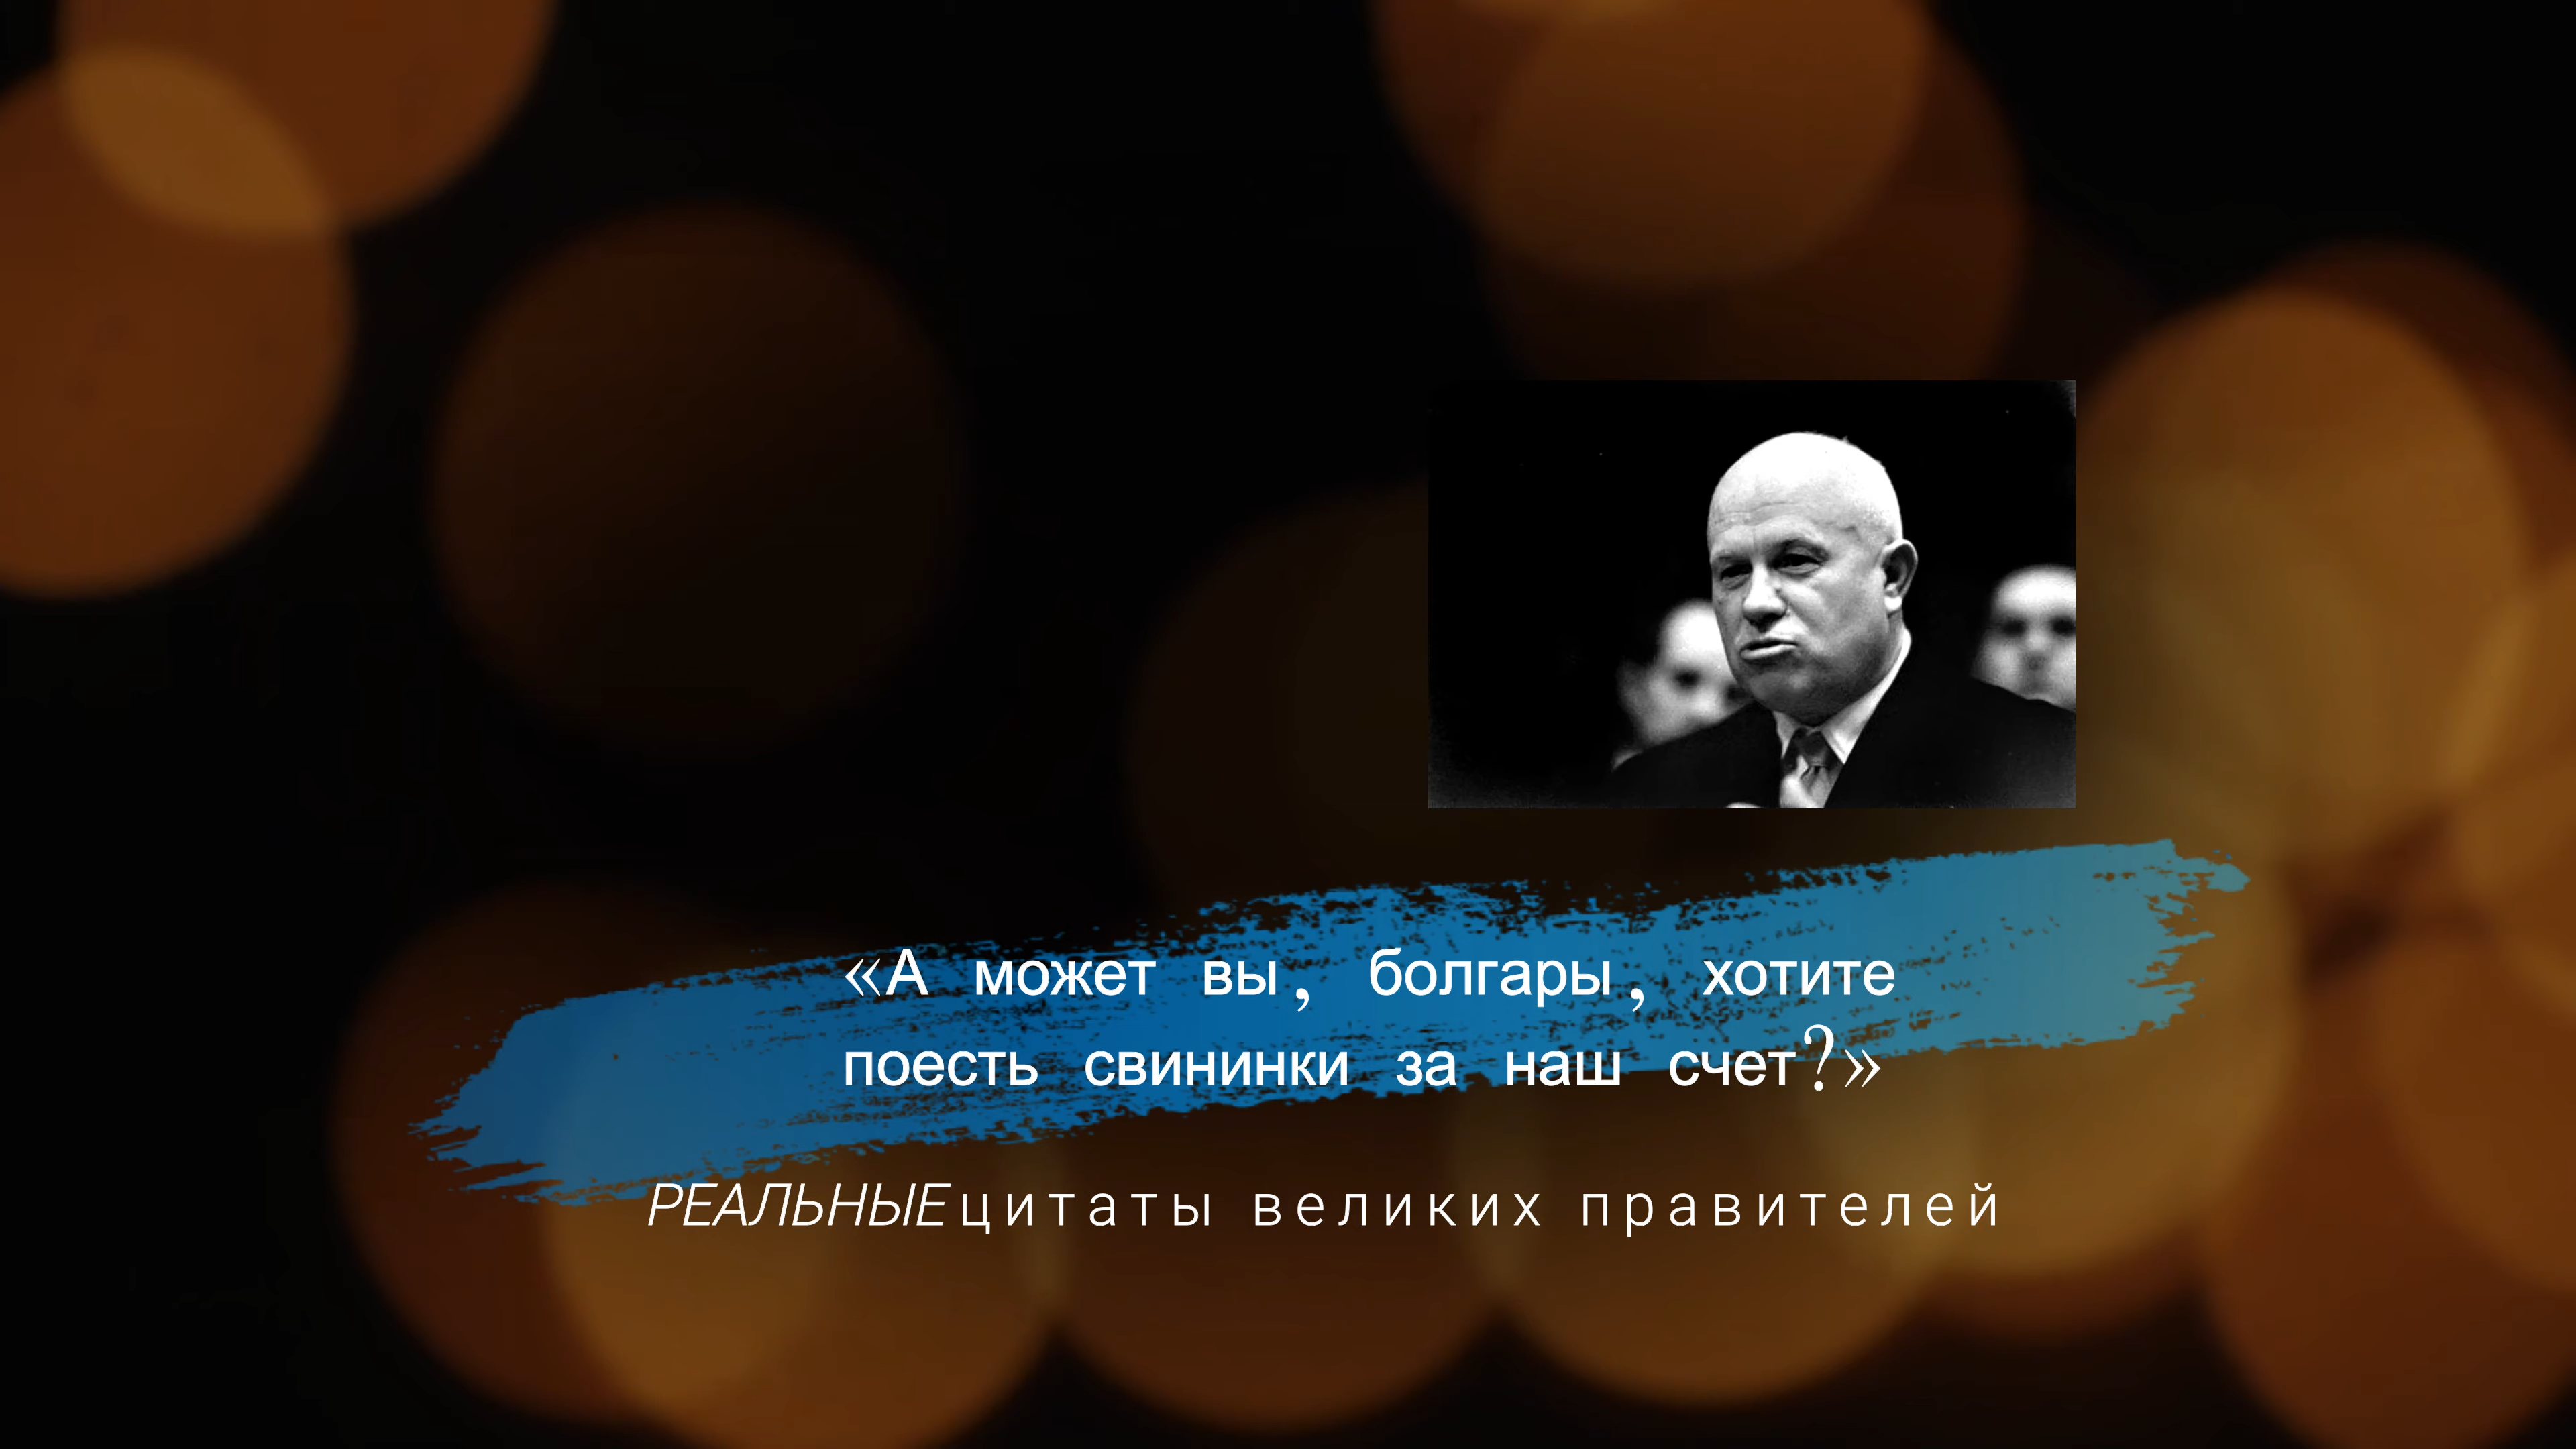 «А может вы, болгары, хотите
поесть свининки за наш счет?»
РЕАЛЬНЫЕ цитаты великих правителей